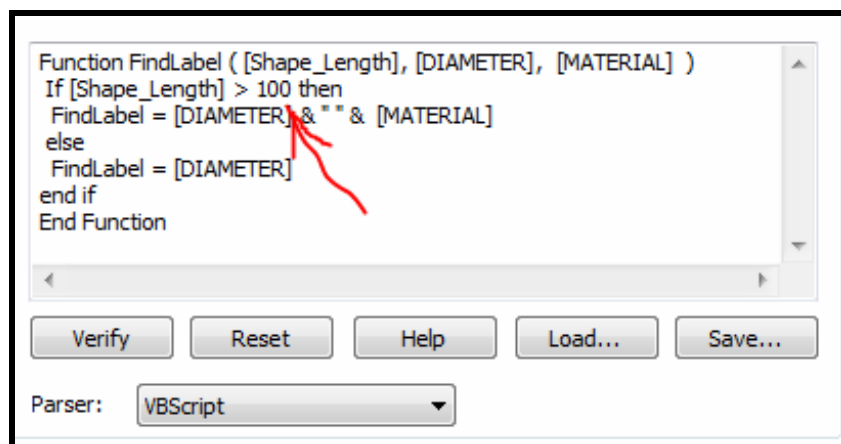 Function FindLabel ( [Shape_Length], [DIAMETER], [MATERIAL] )
If [Shape_Length] > 100 then
FindLabel = [DIAMETER] & " " & [MATERIAL]
else
FindLabel = [DIAMETER]
end if
End Function
Verify Reset Help Load... Save...
Parser: VBScript